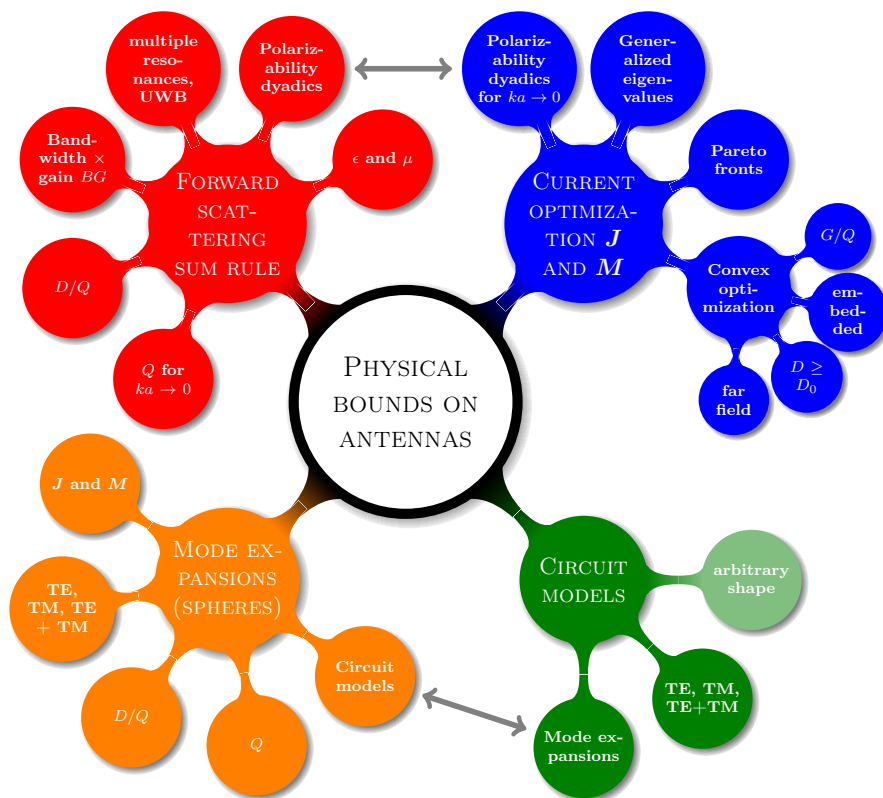 multiple
reso-
nances,
UWB
Polariz-
ability
dyadics
Band-
width ×
gain BG
ϵ and μ
FORWARD
SCAT-
TERING
SUM RULE
D/Q
Q for
ka → 0
Polariz-
ability
dyadics
for ka → 0
Gener-
alized
eigen-
values
Pareto
fronts
CURRENT
OPTIMIZA-
TION J
AND M
G/Q
Convex
opti-
mization
em-
bed-
ded
D ≥
D₀
far
field
PHYSICAL
BOUNDS ON
ANTENNAS
J and M
MODE EX-
PANSIONS
(SPHERES)
TE,
TM, TE
+ TM
D/Q
Q
Circuit
models
CIRCUIT
MODELS
arbitrary
shape
TE, TM,
TE+TM
Mode ex-
pansions